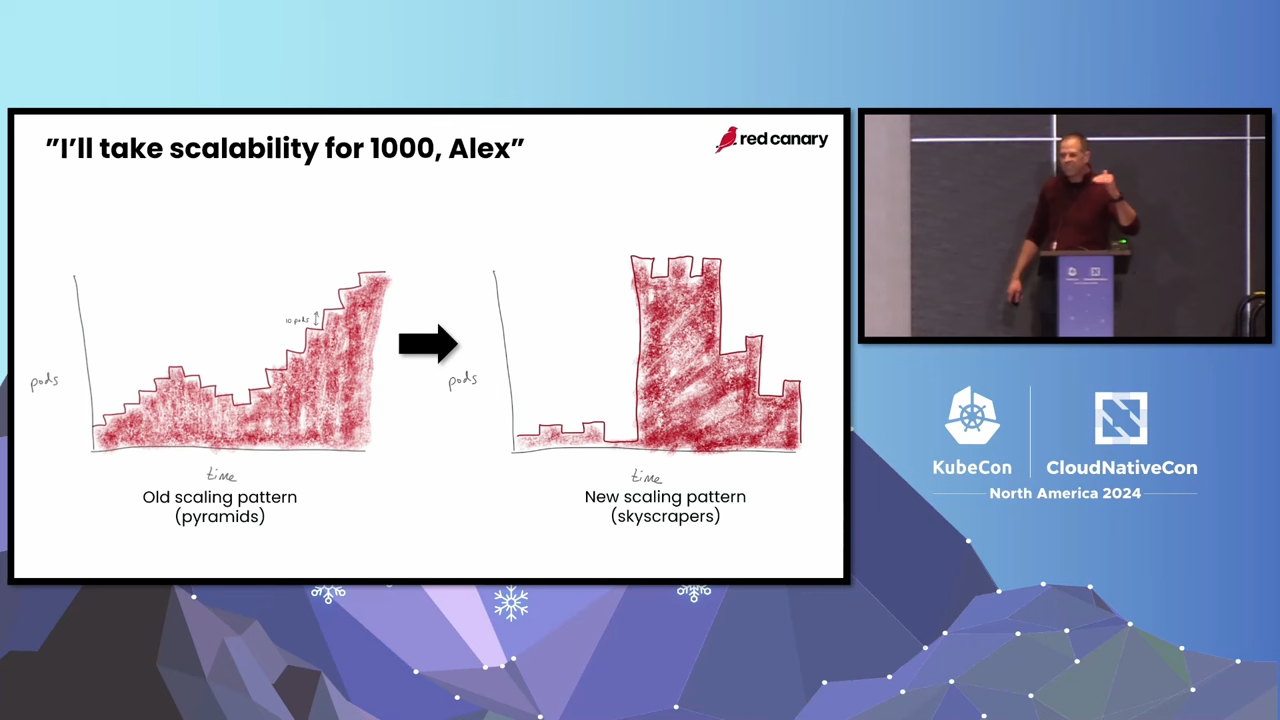 ”I’ll take scalability for 1000, Alex”
red canary
10 pods
pods
time
Old scaling pattern
(pyramids)
pods
time
New scaling pattern
(skyscrapers)
KubeCon
CloudNativeCon
North America 2024